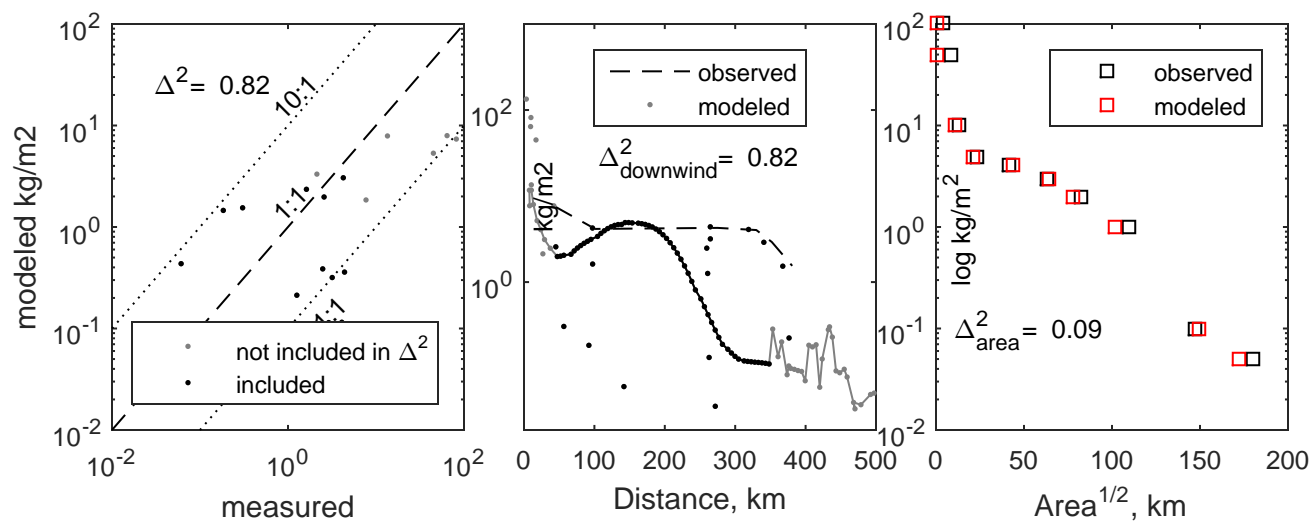 modeled kg/m2
10^2
10^1
10^0
10^-1
10^-2
Δ^2= 0.82
10:1
1:1
1:1
not included in Δ^2
included
10^-2
10^0
10^2
measured
10^2
10^0
kg/m2
observed
modeled
Δ^2_downwind= 0.82
0 100 200 300 400 500
Distance, km
10^2
10^1
10^0
10^-1
10^-2
log kg/m^2
observed
modeled
Δ^2_area= 0.09
0 50 100 150 200
Area^1/2, km